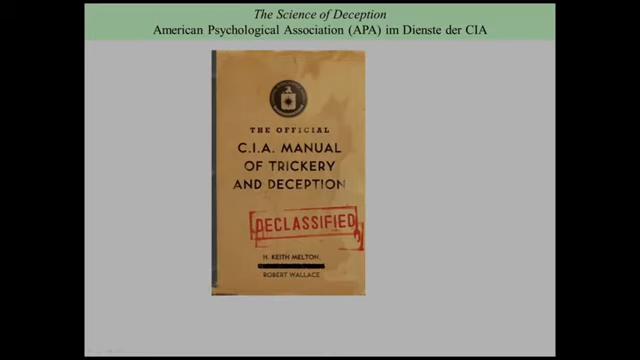 The Science of Deception
American Psychological Association (APA) im Dienste der CIA
THE OFFICIAL
C.I.A. MANUAL
OF TRICKERY
AND DECEPTION
DECLASSIFIED
H. KEITH MELTON,
ROBERT WALLACE